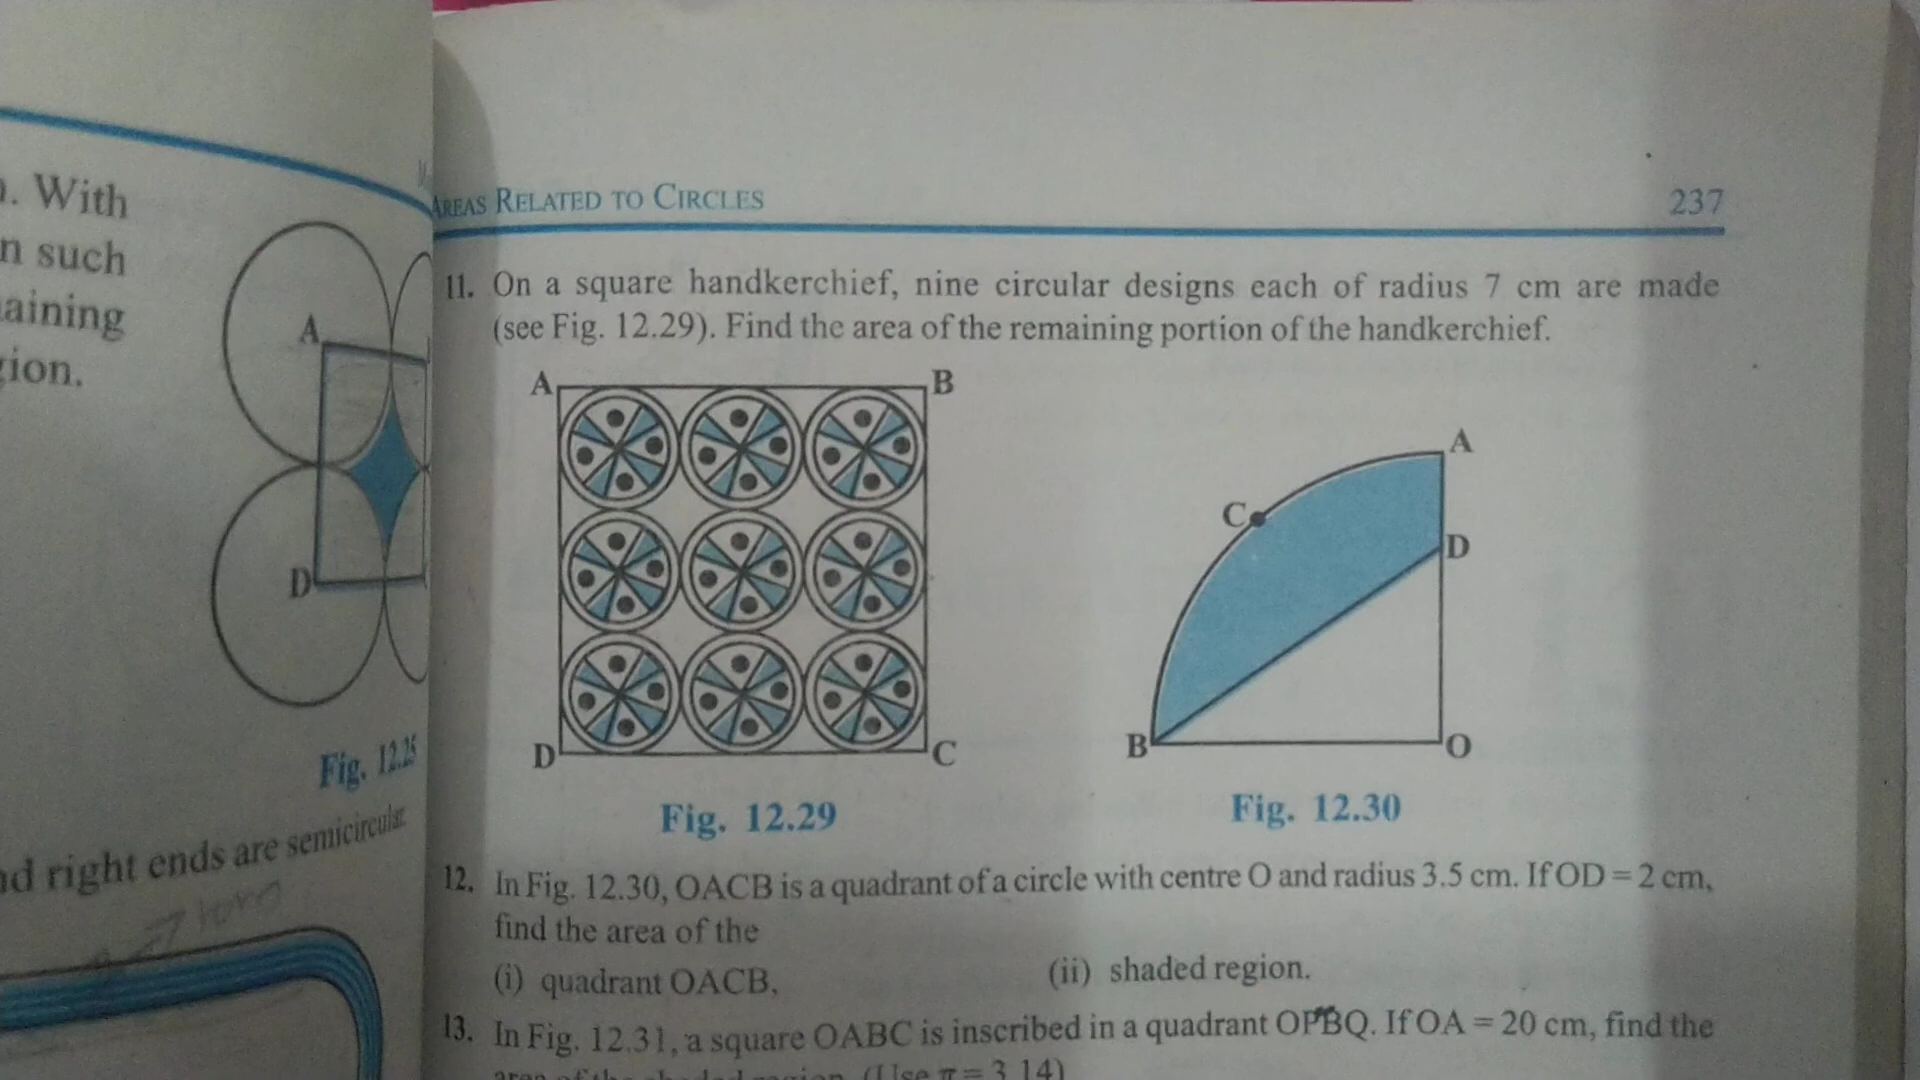 . With
n such
aining
gion.
A
D
Fig. 12.25
nd right ends are semicircular
AREAS RELATED TO CIRCLES 237
11. On a square handkerchief, nine circular designs each of radius 7 cm are made
(see Fig. 12.29). Find the area of the remaining portion of the handkerchief.
A B
D C
Fig. 12.29
A
C
D
B O
Fig. 12.30
12. In Fig. 12.30, OACB is a quadrant of a circle with centre O and radius 3.5 cm. If OD = 2 cm,
find the area of the
(i) quadrant OACB, (ii) shaded region.
13. In Fig. 12.31, a square OABC is inscribed in a quadrant OPBQ. If OA = 20 cm, find the
area of the shaded region. (Use π = 3.14)